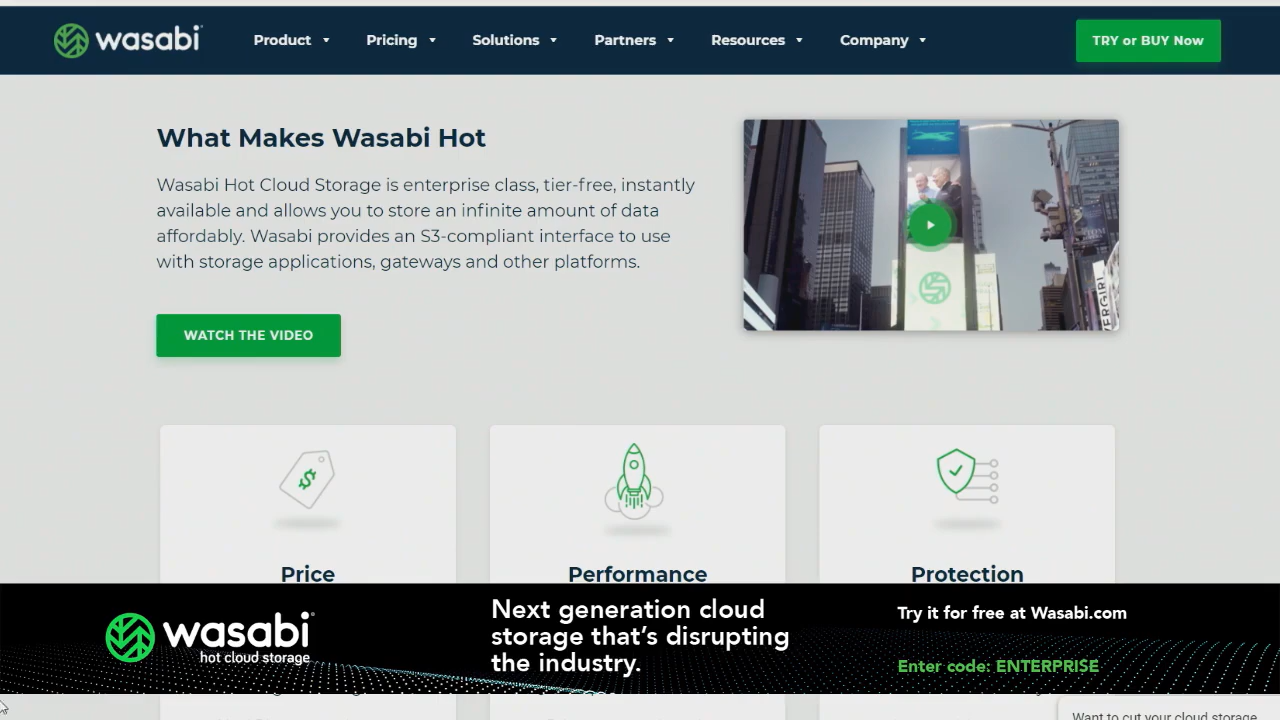 wasabi
Product
Pricing
Solutions
Partners
Resources
Company
TRY or BUY Now
What Makes Wasabi Hot
Wasabi Hot Cloud Storage is enterprise class, tier-free, instantly
available and allows you to store an infinite amount of data
affordably. Wasabi provides an S3-compliant interface to use
with storage applications, gateways and other platforms.
WATCH THE VIDEO
Price
Performance
Protection
wasabi
hot cloud storage
Next generation cloud
storage that's disrupting
the industry.
Try it for free at Wasabi.com
Enter code: ENTERPRISE
Want to cut your cloud storage